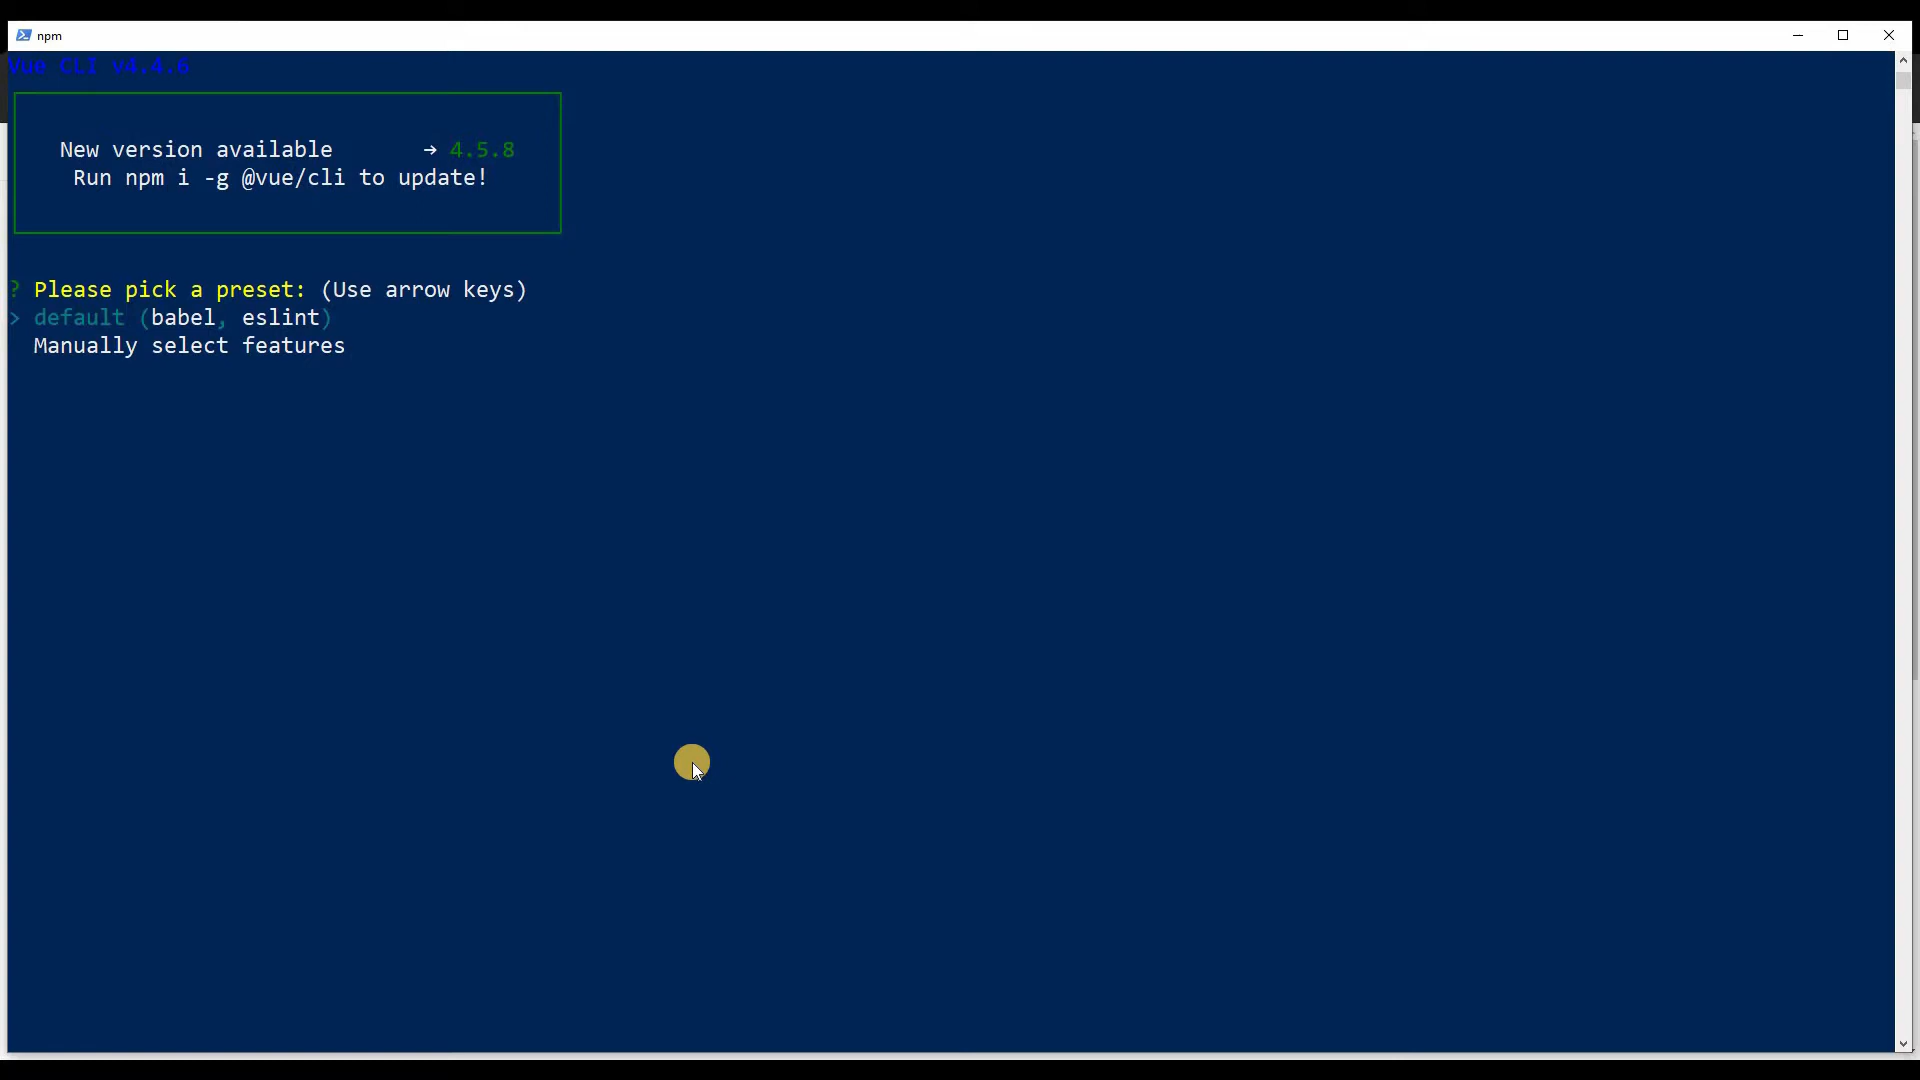 npm
Vue CLI v4.4.6
New version available → 4.5.8
Run npm i -g @vue/cli to update!
? Please pick a preset: (Use arrow keys)
> default (babel, eslint)
Manually select features